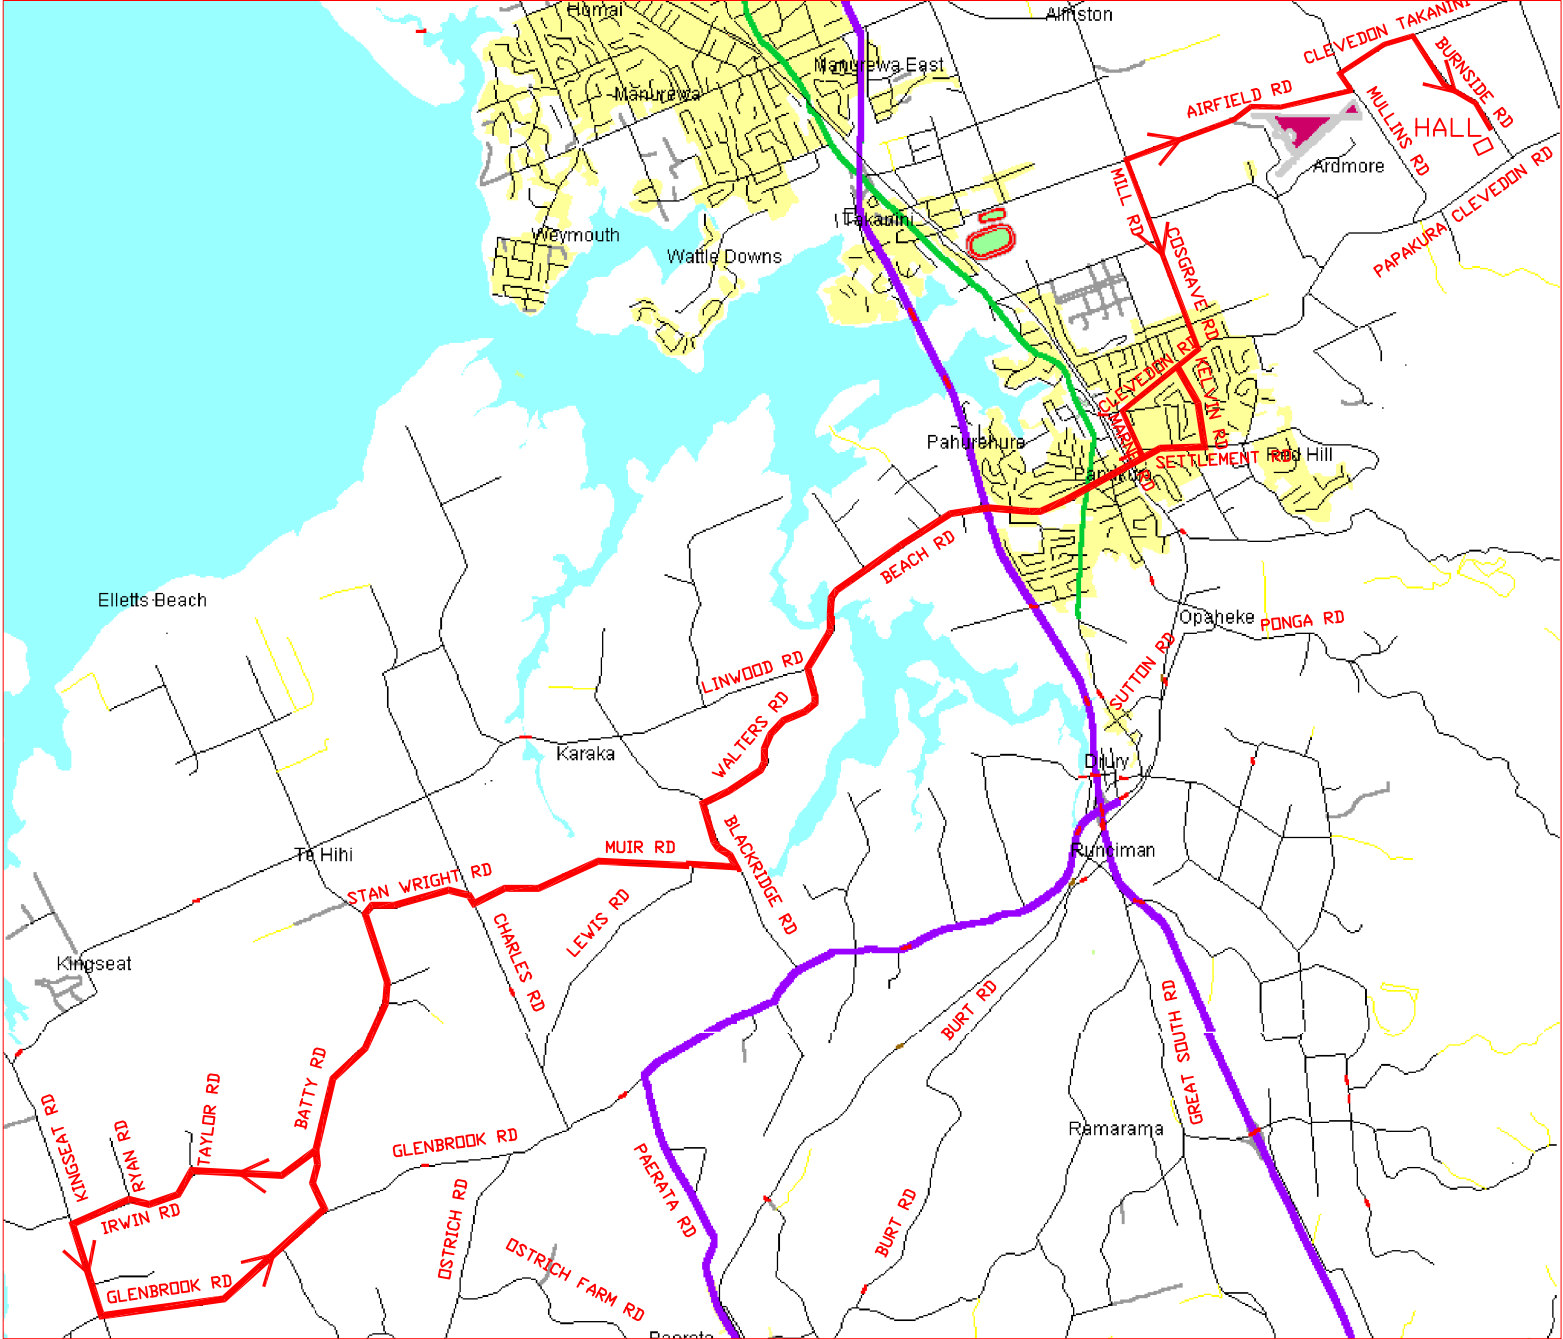 Homai
Alfriston
CLEVEDON TAKANINI
Manurewa East
BURNSIDE RD
Manurewa
AIRFIELD RD
MULLINS RD
HALL
Ardmore
MILL RD
PAPAKURA CLEVEDON RD
Takanini
Weymouth
Wattle Downs
COSGRAVE RD
CLEVEDON RD
KELVIN RD
MARNE RD
Pahurehure
SETTLEMENT RD
Red Hill
Papakura
BEACH RD
Elletts Beach
Opaheke
PONGA RD
LINWOOD RD
SUTTON RD
WALTERS RD
Karaka
Drury
BLACKRIDGE RD
MUIR RD
Runciman
Te Hihi
STAN WRIGHT RD
LEWIS RD
CHARLES RD
Kingseat
BURT RD
GREAT SOUTH RD
BATTY RD
TAYLOR RD
KINGSEAT RD
RYAN RD
GLENBROOK RD
Ramarama
PAERATA RD
IRWIN RD
OSTRICH RD
BURT RD
OSTRICH FARM RD
GLENBROOK RD
Paerata